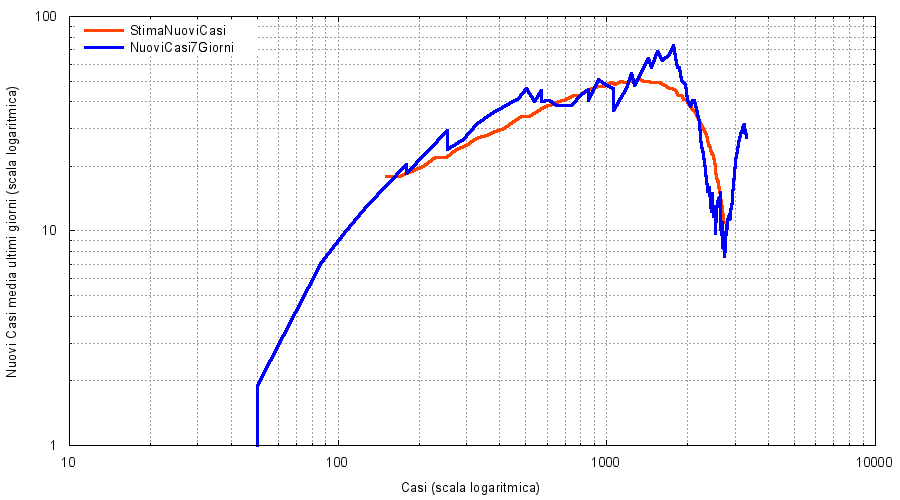 100
StimaNuoviCasi
NuoviCasi7Giorni
Nuovi Casi media ultimi giorni (scala logaritmica)
10
1
10
100
1000
10000
Casi (scala logaritmica)